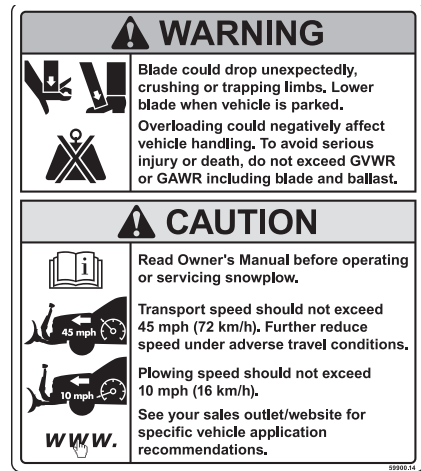 WARNING
Blade could drop unexpectedly,
crushing or trapping limbs. Lower
blade when vehicle is parked.
Overloading could negatively affect
vehicle handling. To avoid serious
injury or death, do not exceed GVWR
or GAWR including blade and ballast.
CAUTION
Read Owner's Manual before operating
or servicing snowplow.
45 mph
Transport speed should not exceed
45 mph (72 km/h). Further reduce
speed under adverse travel conditions.
10 mph
Plowing speed should not exceed
10 mph (16 km/h).
www.
See your sales outlet/website for
specific vehicle application
recommendations.
59900.14